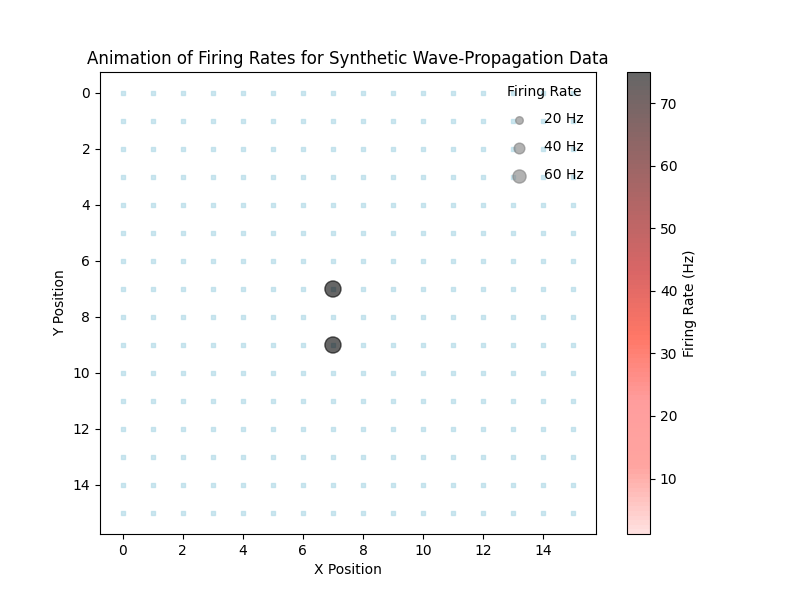 Animation of Firing Rates for Synthetic Wave-Propagation Data
Firing Rate
20 Hz
40 Hz
60 Hz
0
2
4
6
8
10
12
14
Y Position
0 2 4 6 8 10 12 14
X Position
70
60
50
40
30
20
10
Firing Rate (Hz)